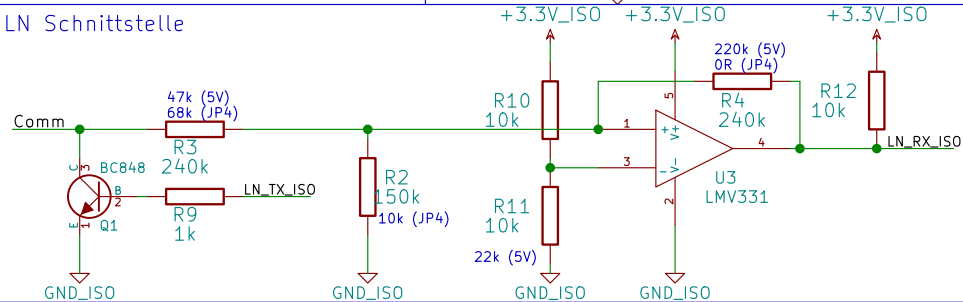 LN Schnittstelle
+3.3V_ISO
+3.3V_ISO
+3.3V_ISO
220k (5V)
0R (JP4)
R4
240k
47k (5V)
68k (JP4)
R3
240k
Comm
R10
10k
R12
10k
5
1
+
V+
4
LN_RX_ISO
3
-
V-
2
U3
LMV331
C
3
BC848
B
2
E
1
Q1
LN_TX_ISO
R9
1k
R2
150k
10k (JP4)
R11
10k
22k (5V)
GND_ISO
GND_ISO
GND_ISO
GND_ISO